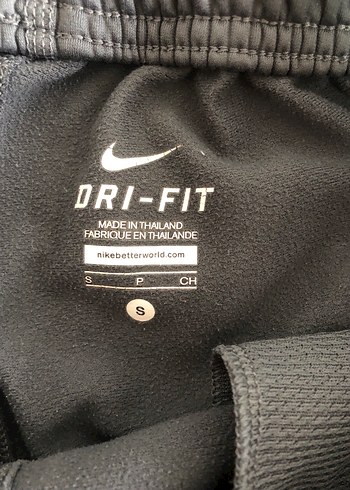 DRI-FIT
MADE IN THAILAND
FABRIQUE EN THAILANDE
nikebetterworld.com
S P CH
S